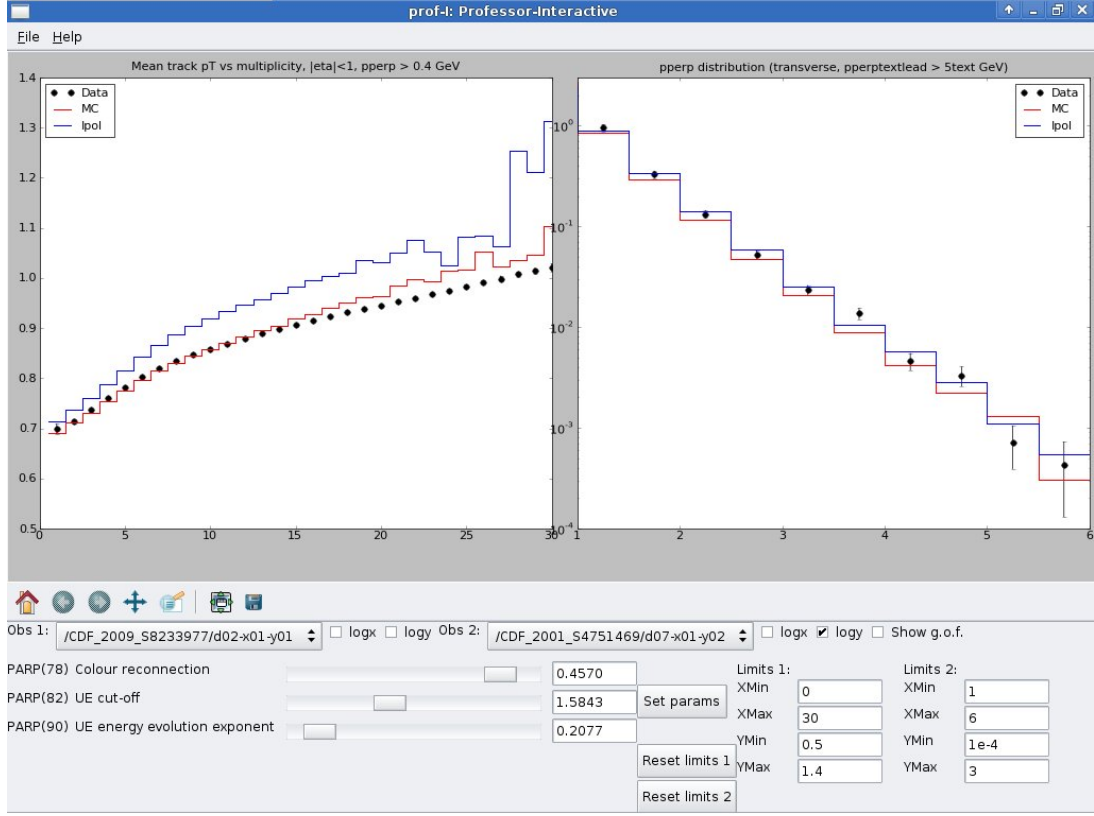 prof-I: Professor-Interactive
File Help
Mean track pT vs multiplicity, |eta|<1, pperp > 0.4 GeV
1.4
1.3
1.2
1.1
1.0
0.9
0.8
0.7
0.6
0.5
0 5 10 15 20 25 30
Data
MC
Ipol
pperp distribution (transverse, pperptextlead > 5text GeV)
10^0
10^-1
10^-2
10^-3
10^-4
1 2 3 4 5 6
Data
MC
Ipol
Obs 1: /CDF_2009_S8233977/d02-x01-y01 logx logy Obs 2: /CDF_2001_S4751469/d07-x01-y02 logx logy Show g.o.f.
PARP(78) Colour reconnection 0.4570
PARP(82) UE cut-off 1.5843
PARP(90) UE energy evolution exponent 0.2077
Set params
Reset limits 1
Reset limits 2
Limits 1:
XMin 0
XMax 30
YMin 0.5
YMax 1.4
Limits 2:
XMin 1
XMax 6
YMin 1e-4
YMax 3